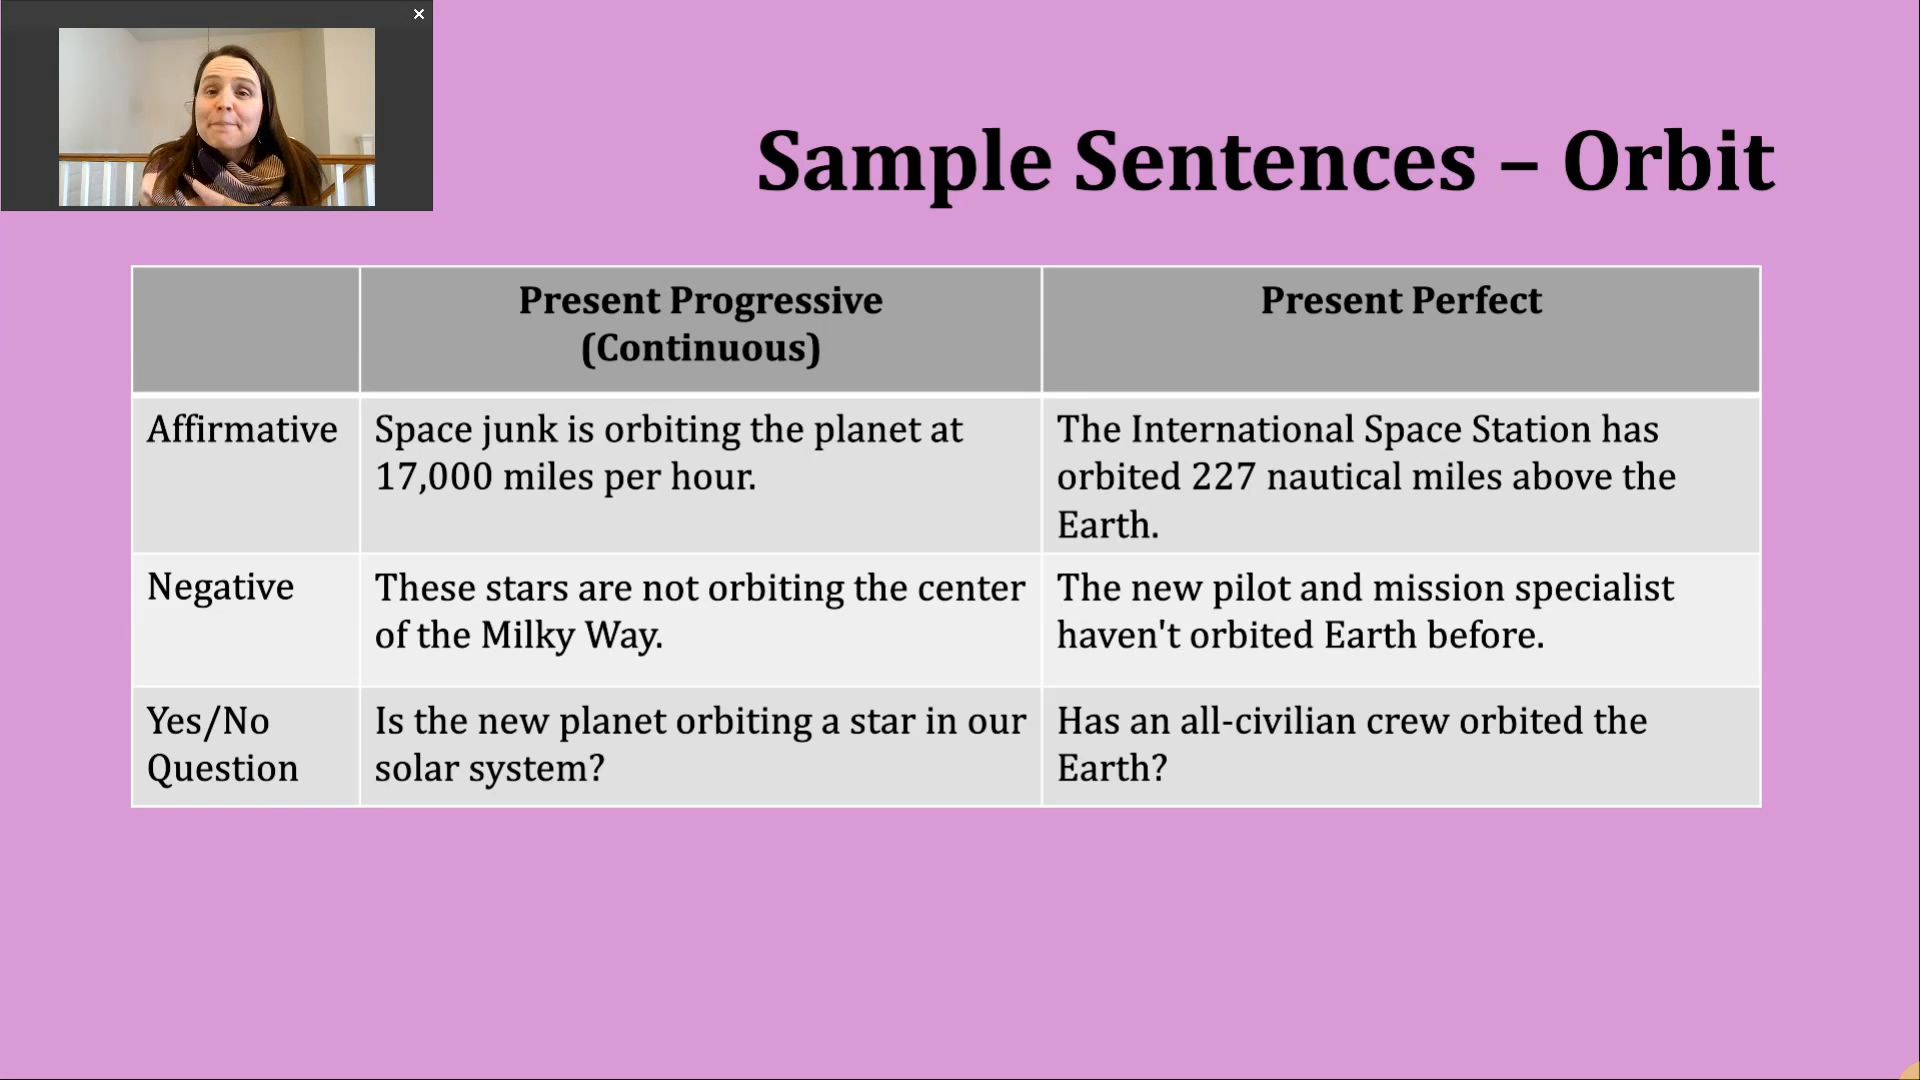 Sample Sentences – Orbit
Present Progressive
(Continuous)
Present Perfect
Affirmative
Space junk is orbiting the planet at
17,000 miles per hour.
The International Space Station has
orbited 227 nautical miles above the
Earth.
Negative
These stars are not orbiting the center
of the Milky Way.
The new pilot and mission specialist
haven't orbited Earth before.
Yes/No
Question
Is the new planet orbiting a star in our
solar system?
Has an all-civilian crew orbited the
Earth?